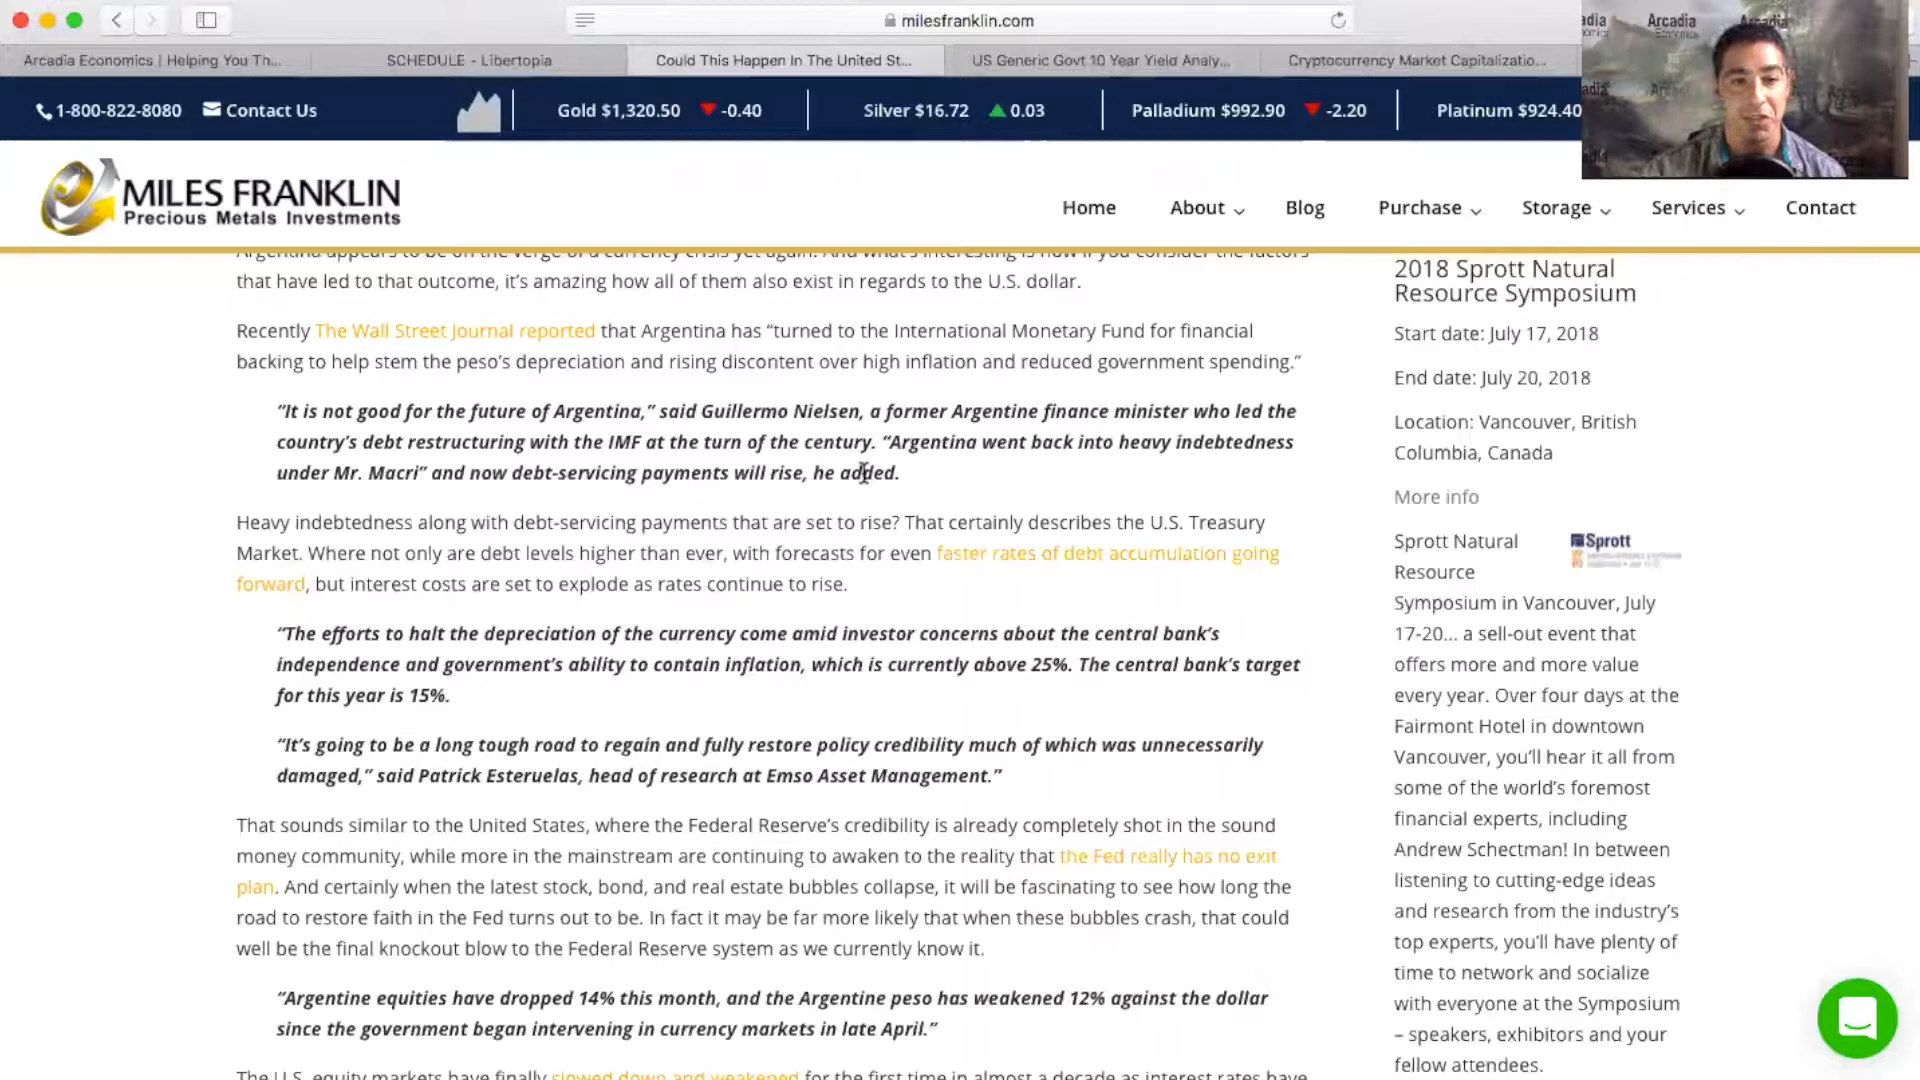 milesfranklin.com
Arcadia Economics | Helping You Th...
SCHEDULE - Libertopia
Could This Happen In The United St...
US Generic Govt 10 Year Yield Analy...
Cryptocurrency Market Capitalizatio...
1-800-822-8080
Contact Us
Gold $1,320.50 -0.40
Silver $16.72 0.03
Palladium $992.90 -2.20
Platinum $924.40
Arcadia
Economics
MILES FRANKLIN
Precious Metals Investments
Home
About
Blog
Purchase
Storage
Services
Contact
Argentina appears to be on the verge of a currency crisis yet again. And what's interesting is how if you consider the factors
that have led to that outcome, it's amazing how all of them also exist in regards to the U.S. dollar.
Recently The Wall Street Journal reported that Argentina has “turned to the International Monetary Fund for financial
backing to help stem the peso’s depreciation and rising discontent over high inflation and reduced government spending.”
“It is not good for the future of Argentina,” said Guillermo Nielsen, a former Argentine finance minister who led the
country’s debt restructuring with the IMF at the turn of the century. “Argentina went back into heavy indebtedness
under Mr. Macri” and now debt-servicing payments will rise, he added.
Heavy indebtedness along with debt-servicing payments that are set to rise? That certainly describes the U.S. Treasury
Market. Where not only are debt levels higher than ever, with forecasts for even faster rates of debt accumulation going
forward, but interest costs are set to explode as rates continue to rise.
“The efforts to halt the depreciation of the currency come amid investor concerns about the central bank’s
independence and government’s ability to contain inflation, which is currently above 25%. The central bank’s target
for this year is 15%.
“It’s going to be a long tough road to regain and fully restore policy credibility much of which was unnecessarily
damaged,” said Patrick Esteruelas, head of research at Emso Asset Management.”
That sounds similar to the United States, where the Federal Reserve’s credibility is already completely shot in the sound
money community, while more in the mainstream are continuing to awaken to the reality that the Fed really has no exit
plan. And certainly when the latest stock, bond, and real estate bubbles collapse, it will be fascinating to see how long the
road to restore faith in the Fed turns out to be. In fact it may be far more likely that when these bubbles crash, that could
well be the final knockout blow to the Federal Reserve system as we currently know it.
“Argentine equities have dropped 14% this month, and the Argentine peso has weakened 12% against the dollar
since the government began intervening in currency markets in late April.”
The U.S. equity markets have finally slowed down and weakened for the first time in almost a decade as interest rates have
2018 Sprott Natural
Resource Symposium
Start date: July 17, 2018
End date: July 20, 2018
Location: Vancouver, British
Columbia, Canada
More info
Sprott Natural
Sprott
Resource
Symposium in Vancouver, July
17-20… a sell-out event that
offers more and more value
every year. Over four days at the
Fairmont Hotel in downtown
Vancouver, you’ll hear it all from
some of the world’s foremost
financial experts, including
Andrew Schectman! In between
listening to cutting-edge ideas
and research from the industry’s
top experts, you’ll have plenty of
time to network and socialize
with everyone at the Symposium
– speakers, exhibitors and your
fellow attendees.